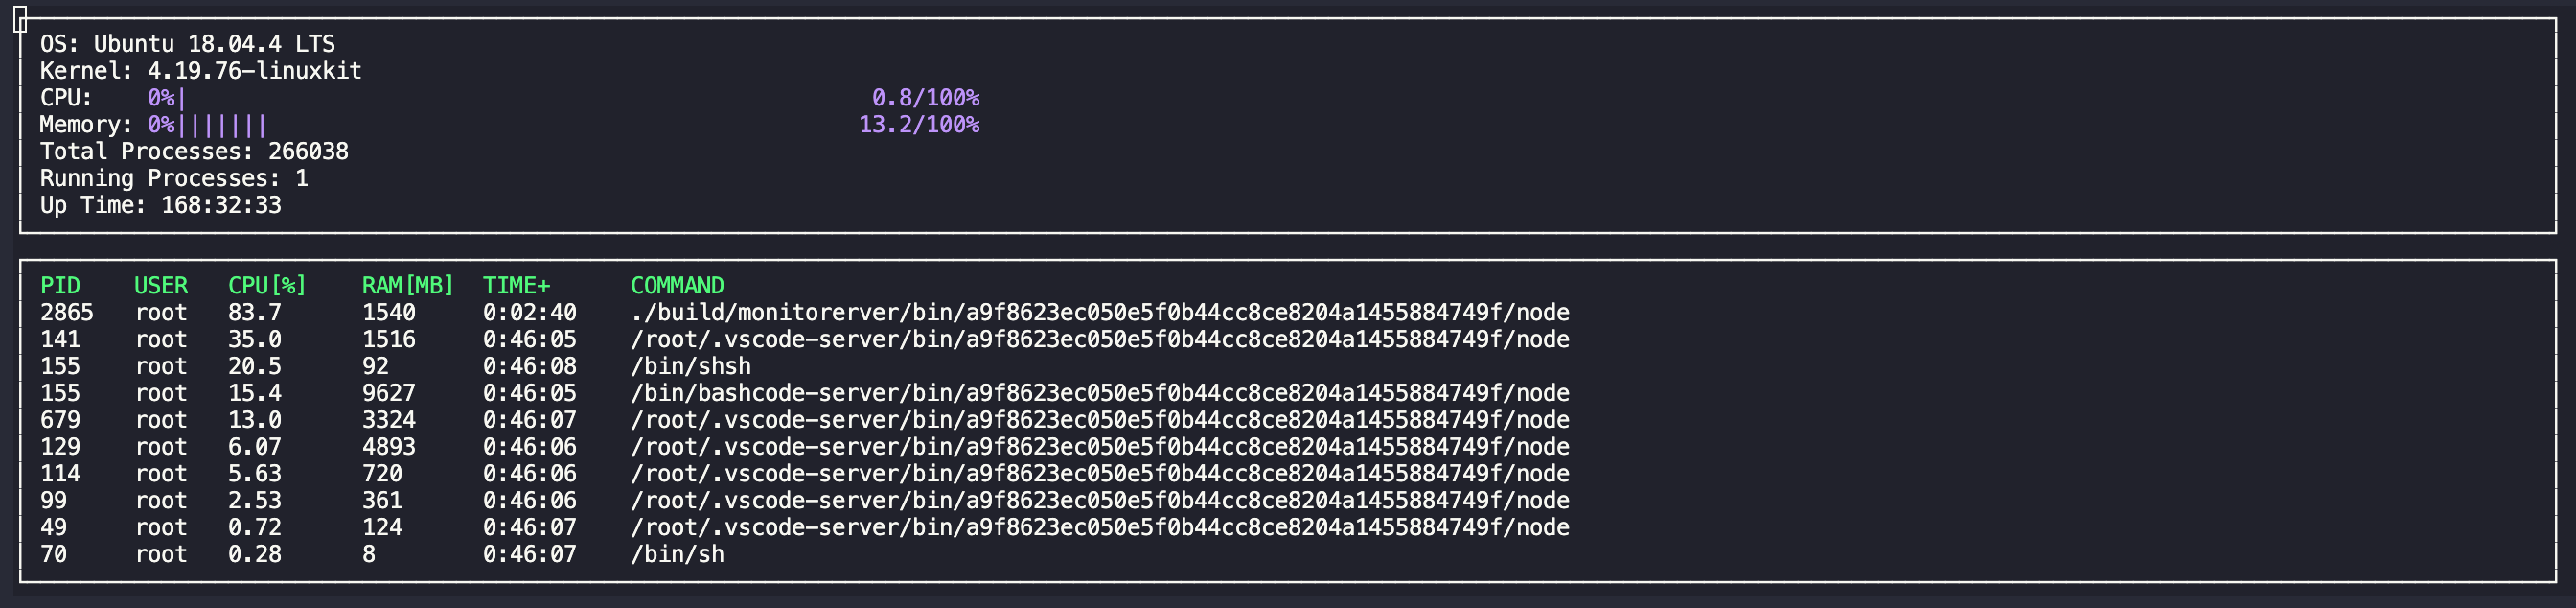 OS: Ubuntu 18.04.4 LTS
Kernel: 4.19.76-linuxkit
CPU: 0%| 0.8/100%
Memory: 0%||||||| 13.2/100%
Total Processes: 266038
Running Processes: 1
Up Time: 168:32:33
PID USER CPU[%] RAM[MB] TIME+ COMMAND
2865 root 83.7 1540 0:02:40 ./build/monitorerver/bin/a9f8623ec050e5f0b44cc8ce8204a1455884749f/node
141 root 35.0 1516 0:46:05 /root/.vscode-server/bin/a9f8623ec050e5f0b44cc8ce8204a1455884749f/node
155 root 20.5 92 0:46:08 /bin/shsh
155 root 15.4 9627 0:46:05 /bin/bashcode-server/bin/a9f8623ec050e5f0b44cc8ce8204a1455884749f/node
679 root 13.0 3324 0:46:07 /root/.vscode-server/bin/a9f8623ec050e5f0b44cc8ce8204a1455884749f/node
129 root 6.07 4893 0:46:06 /root/.vscode-server/bin/a9f8623ec050e5f0b44cc8ce8204a1455884749f/node
114 root 5.63 720 0:46:06 /root/.vscode-server/bin/a9f8623ec050e5f0b44cc8ce8204a1455884749f/node
99 root 2.53 361 0:46:06 /root/.vscode-server/bin/a9f8623ec050e5f0b44cc8ce8204a1455884749f/node
49 root 0.72 124 0:46:07 /root/.vscode-server/bin/a9f8623ec050e5f0b44cc8ce8204a1455884749f/node
70 root 0.28 8 0:46:07 /bin/sh